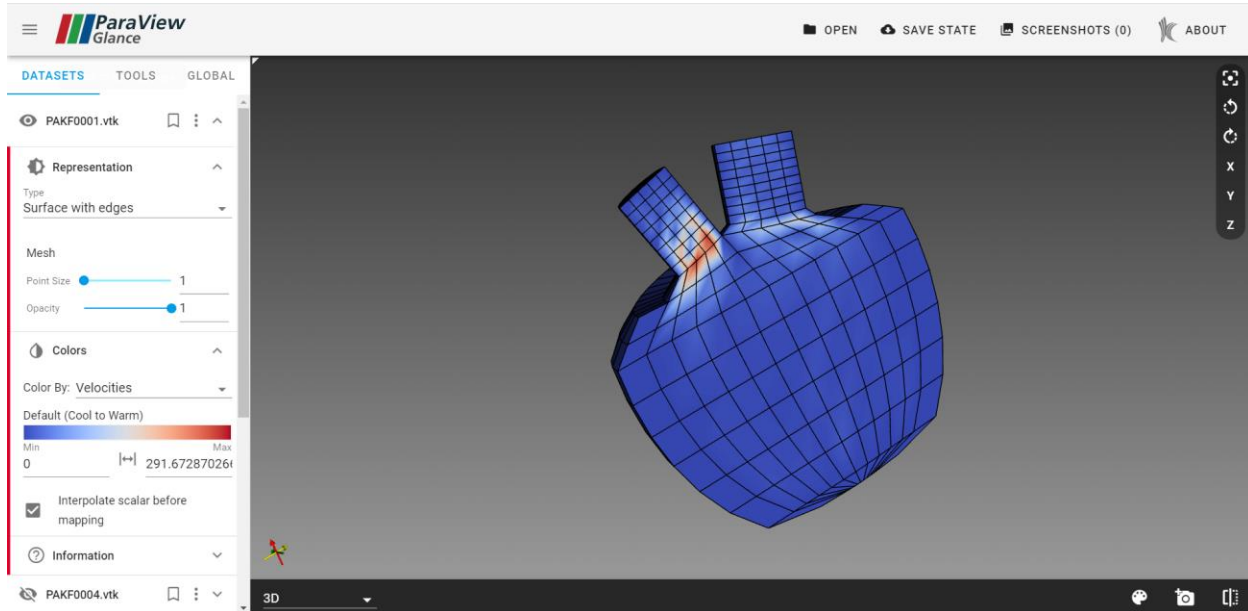 ParaView
Glance
OPEN
SAVE STATE
SCREENSHOTS (0)
ABOUT
DATASETS TOOLS GLOBAL
PAKF0001.vtk
Representation
Type
Surface with edges
Mesh
Point Size 1
Opacity 1
Colors
Color By: Velocities
Default (Cool to Warm)
Min Max
0 291.67287026
Interpolate scalar before
mapping
Information
PAKF0004.vtk
X
Y
Z
3D